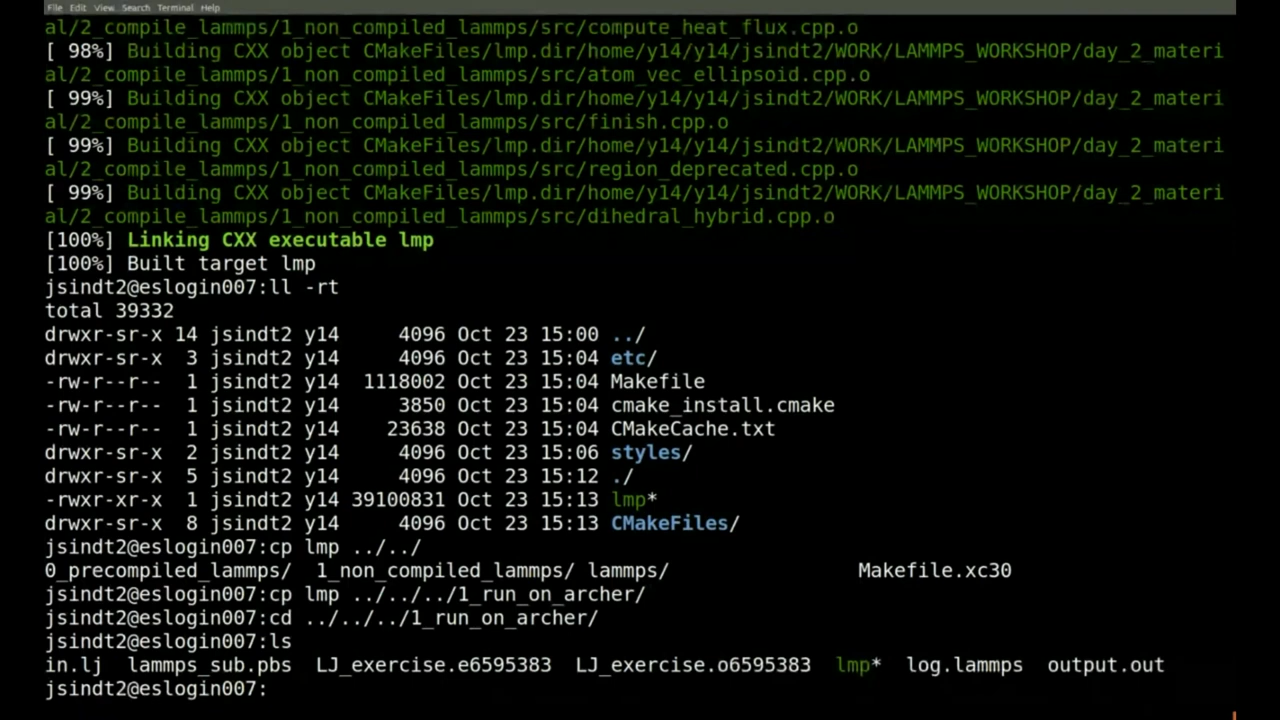 File Edit View Search Terminal Help
al/2_compile_lammps/1_non_compiled_lammps/src/compute_heat_flux.cpp.o
[ 98%] Building CXX object CMakeFiles/lmp.dir/home/y14/y14/jsindt2/WORK/LAMMPS_WORKSHOP/day_2_materi
al/2_compile_lammps/1_non_compiled_lammps/src/atom_vec_ellipsoid.cpp.o
[ 99%] Building CXX object CMakeFiles/lmp.dir/home/y14/y14/jsindt2/WORK/LAMMPS_WORKSHOP/day_2_materi
al/2_compile_lammps/1_non_compiled_lammps/src/finish.cpp.o
[ 99%] Building CXX object CMakeFiles/lmp.dir/home/y14/y14/jsindt2/WORK/LAMMPS_WORKSHOP/day_2_materi
al/2_compile_lammps/1_non_compiled_lammps/src/region_deprecated.cpp.o
[ 99%] Building CXX object CMakeFiles/lmp.dir/home/y14/y14/jsindt2/WORK/LAMMPS_WORKSHOP/day_2_materi
al/2_compile_lammps/1_non_compiled_lammps/src/dihedral_hybrid.cpp.o
[100%] Linking CXX executable lmp
[100%] Built target lmp
jsindt2@eslogin007:ll -rt
total 39332
drwxr-sr-x 14 jsindt2 y14     4096 Oct 23 15:00 ../
drwxr-sr-x  3 jsindt2 y14     4096 Oct 23 15:04 etc/
-rw-r--r--  1 jsindt2 y14  1118002 Oct 23 15:04 Makefile
-rw-r--r--  1 jsindt2 y14     3850 Oct 23 15:04 cmake_install.cmake
-rw-r--r--  1 jsindt2 y14    23638 Oct 23 15:04 CMakeCache.txt
drwxr-sr-x  2 jsindt2 y14     4096 Oct 23 15:06 styles/
drwxr-sr-x  5 jsindt2 y14     4096 Oct 23 15:12 ./
-rwxr-xr-x  1 jsindt2 y14 39100831 Oct 23 15:13 lmp*
drwxr-sr-x  8 jsindt2 y14     4096 Oct 23 15:13 CMakeFiles/
jsindt2@eslogin007:cp lmp ../../
0_precompiled_lammps/  1_non_compiled_lammps/ lammps/                Makefile.xc30
jsindt2@eslogin007:cp lmp ../../../1_run_on_archer/
jsindt2@eslogin007:cd ../../../1_run_on_archer/
jsindt2@eslogin007:ls
in.lj  lammps_sub.pbs  LJ_exercise.e6595383  LJ_exercise.o6595383  lmp*  log.lammps  output.out
jsindt2@eslogin007: